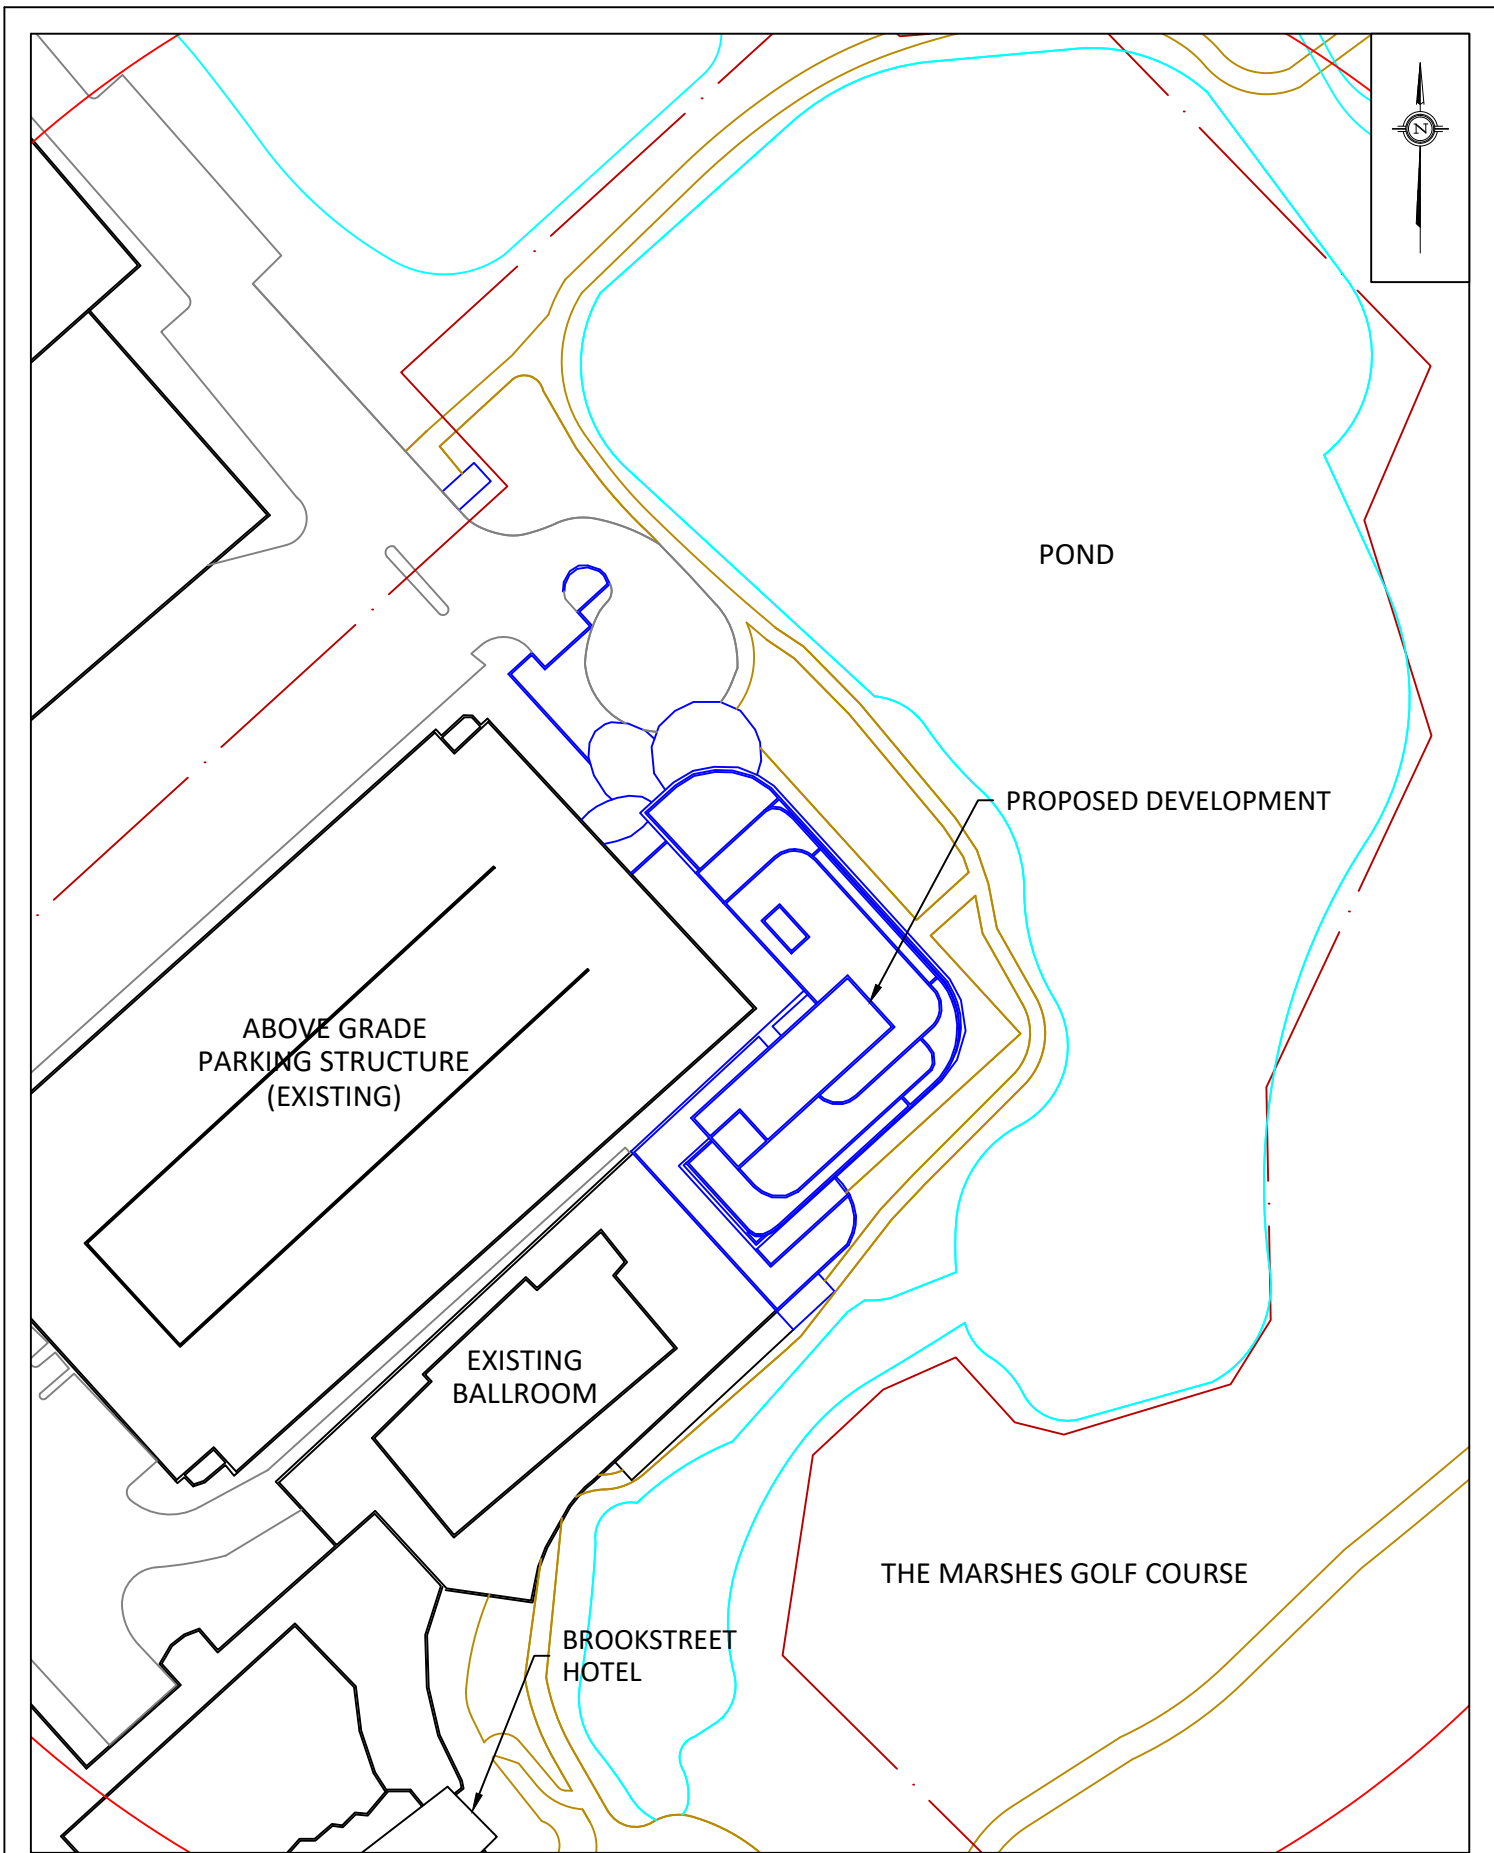 N
POND
PROPOSED DEVELOPMENT
ABOVE GRADE
PARKING STRUCTURE
(EXISTING)
EXISTING
BALLROOM
THE MARSHES GOLF COURSE
BROOKSTREET
HOTEL